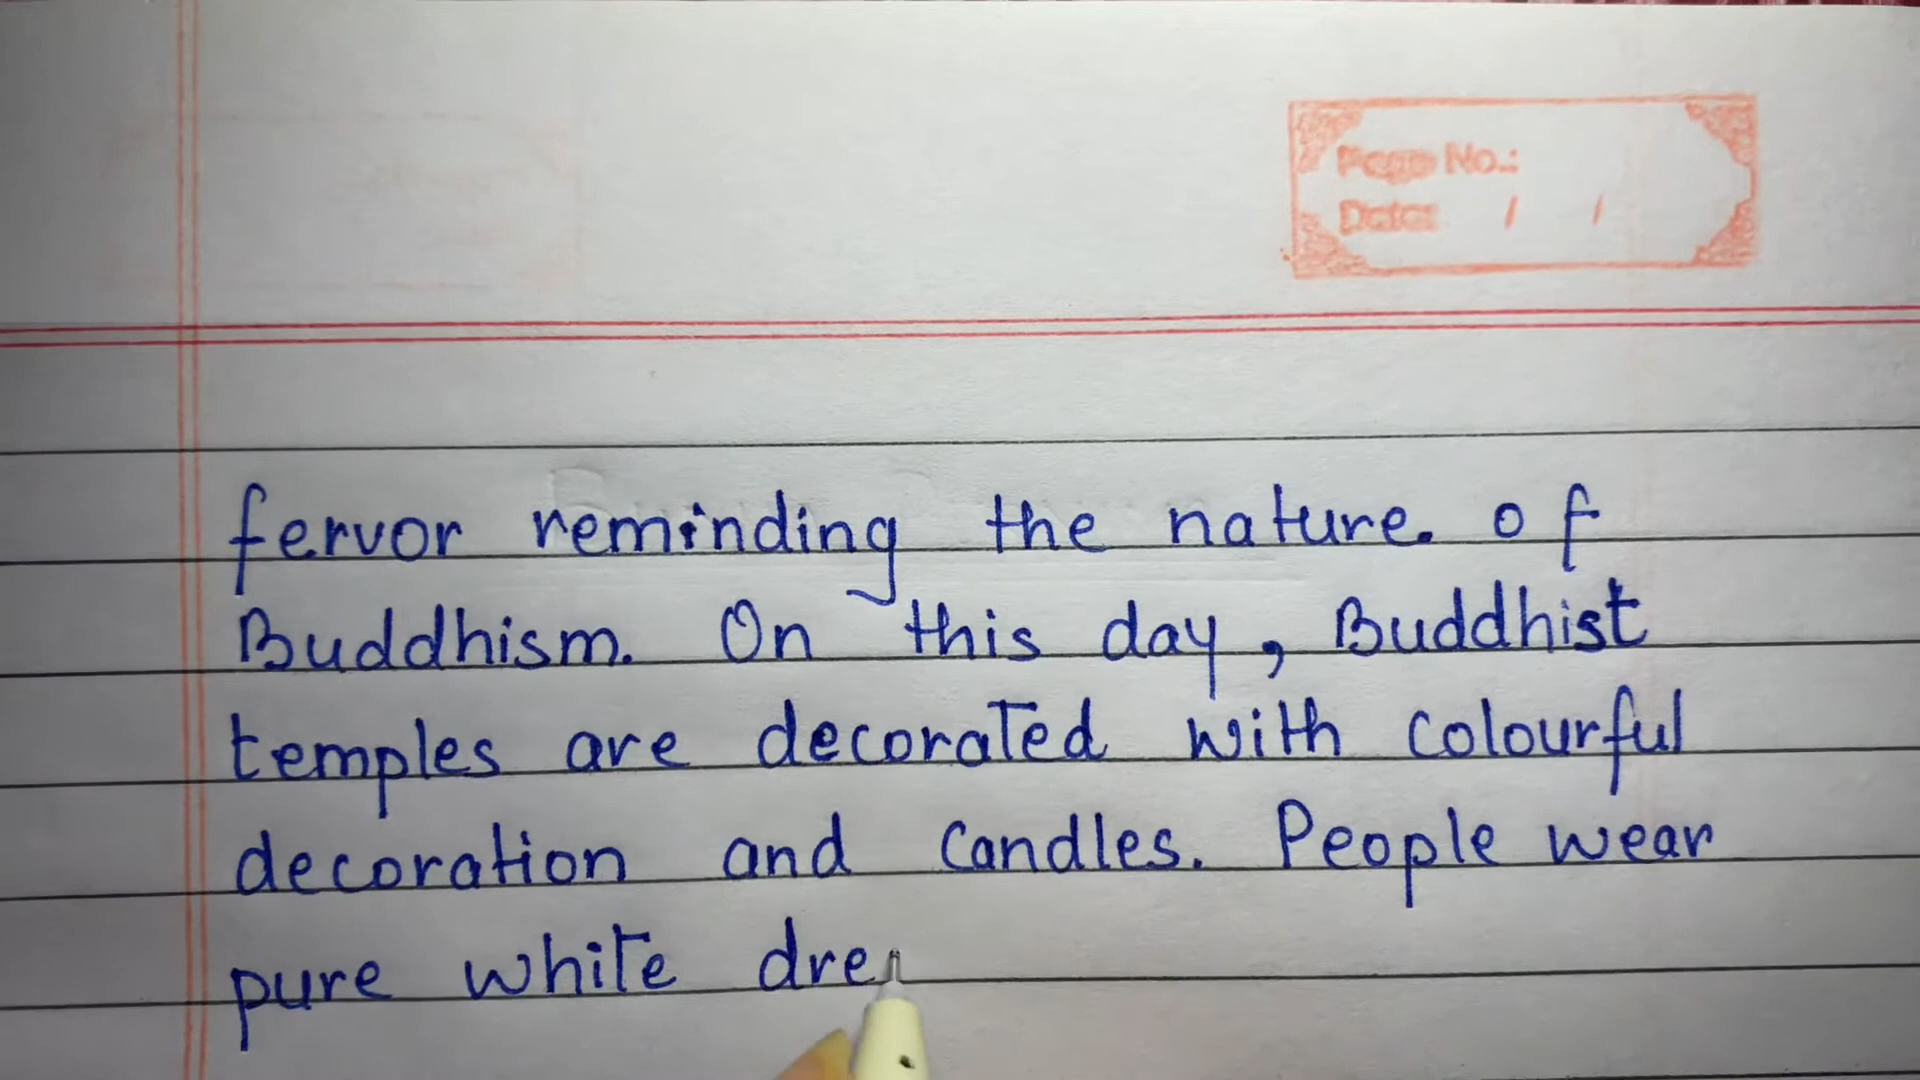 Page No.:
Date: / /
fervor reminding the nature. of
Buddhism. On this day, Buddhist
temples are decorated with colourful
decoration and candles. People wear
pure white dre